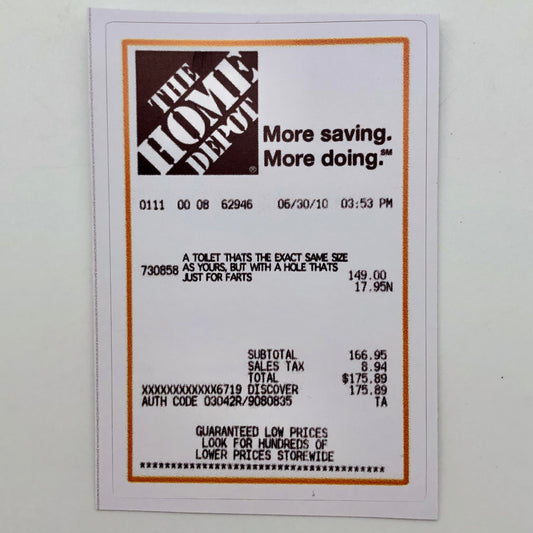 THE
HOME
DEPOT®
More saving.
More doing.℠
0111 00 08 62946 06/30/10 03:53 PM
A TOILET THATS THE EXACT SAME SIZE
730858 AS YOURS, BUT WITH A HOLE THATS
JUST FOR FARTS 149.00
17.95N
SUBTOTAL 166.95
SALES TAX 8.94
TOTAL $175.89
XXXXXXXXXXXX6719 DISCOVER 175.89
AUTH CODE 03042R/9080835 TA
GUARANTEED LOW PRICES
LOOK FOR HUNDREDS OF
LOWER PRICES STOREWIDE
****************************************